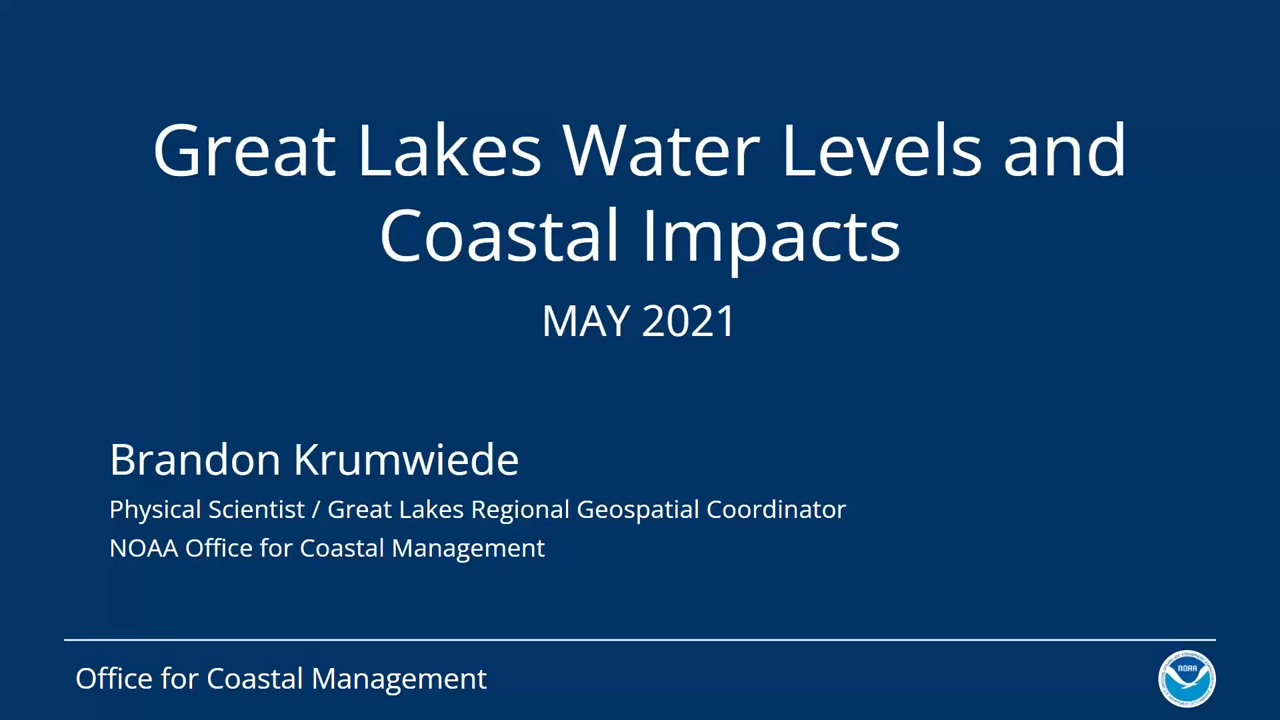 Great Lakes Water Levels and
Coastal Impacts
MAY 2021
Brandon Krumwiede
Physical Scientist / Great Lakes Regional Geospatial Coordinator
NOAA Office for Coastal Management
Office for Coastal Management
NOAA